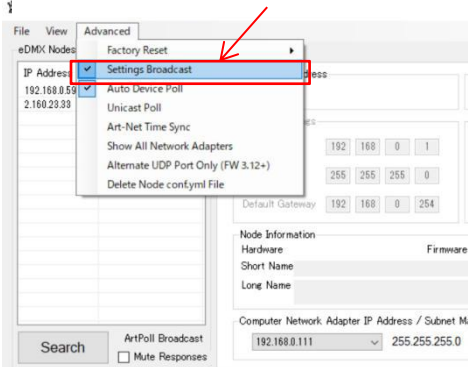 File View Advanced
eDMX Nodes
Factory Reset
IP Address
Settings Broadcast
192.168.0.59
Auto Device Poll
2.160.23.33
Unicast Poll
Art-Net Time Sync
Show All Network Adapters
192 168 0 1
Alternate UDP Port Only (FW 3.12+)
255 255 255 0
Delete Node conf.yml File
Default Gateway 192 168 0 254
Node Information
Hardware Firmware
Short Name
Long Name
Computer Network Adapter IP Address / Subnet
192.168.0.111 255.255.255.0
Search
ArtPoll Broadcast
Mute Responses